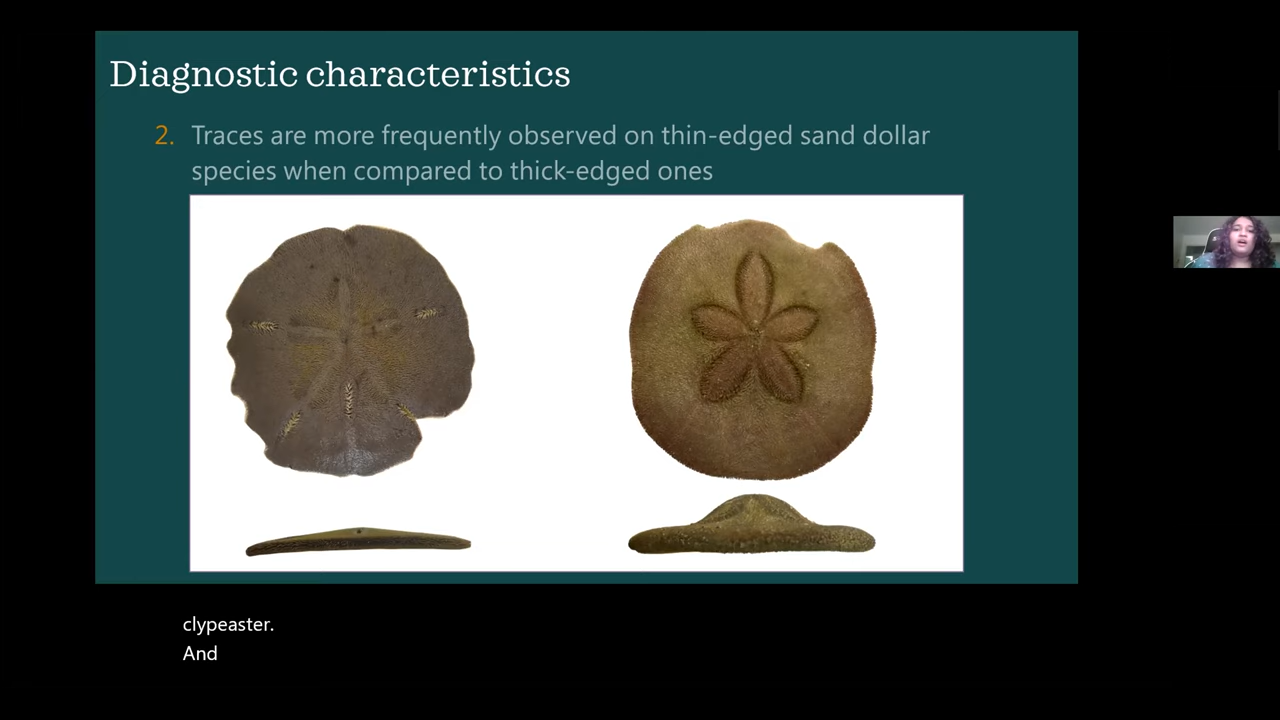 Diagnostic characteristics
2. Traces are more frequently observed on thin-edged sand dollar
species when compared to thick-edged ones
clypeaster.
And